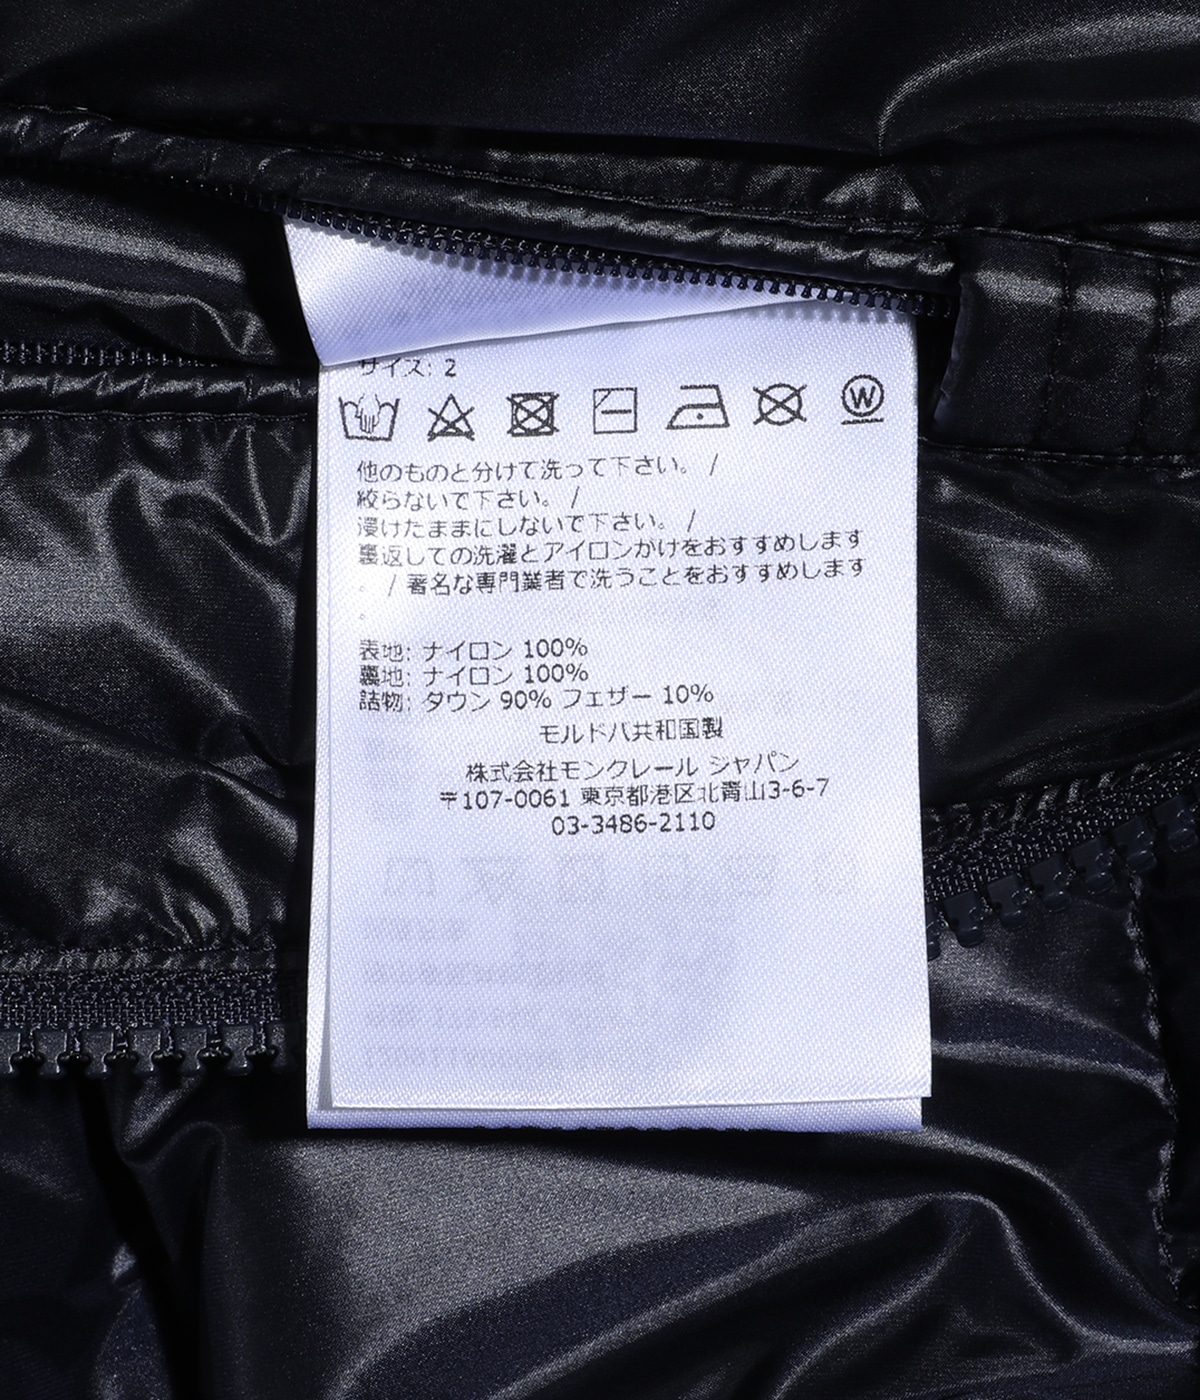 サイズ: 2
W
他のものと分けて洗って下さい。 /
絞らないで下さい。 /
浸けたままにしないで下さい。 /
裏返しての洗濯とアイロンかけをおすすめします
。 / 著名な専門業者で洗うことをおすすめします
。
表地: ナイロン 100%
裏地: ナイロン 100%
詰物: ダウン 90% フェザー 10%
モルドバ共和国製
株式会社モンクレール ジャパン
〒107-0061 東京都港区北青山3-6-7
03-3486-2110